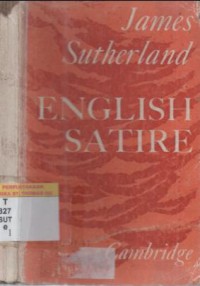 James
Sutherland
ENGLISH
SATIRE
T
827
SUT
e
Cambridge